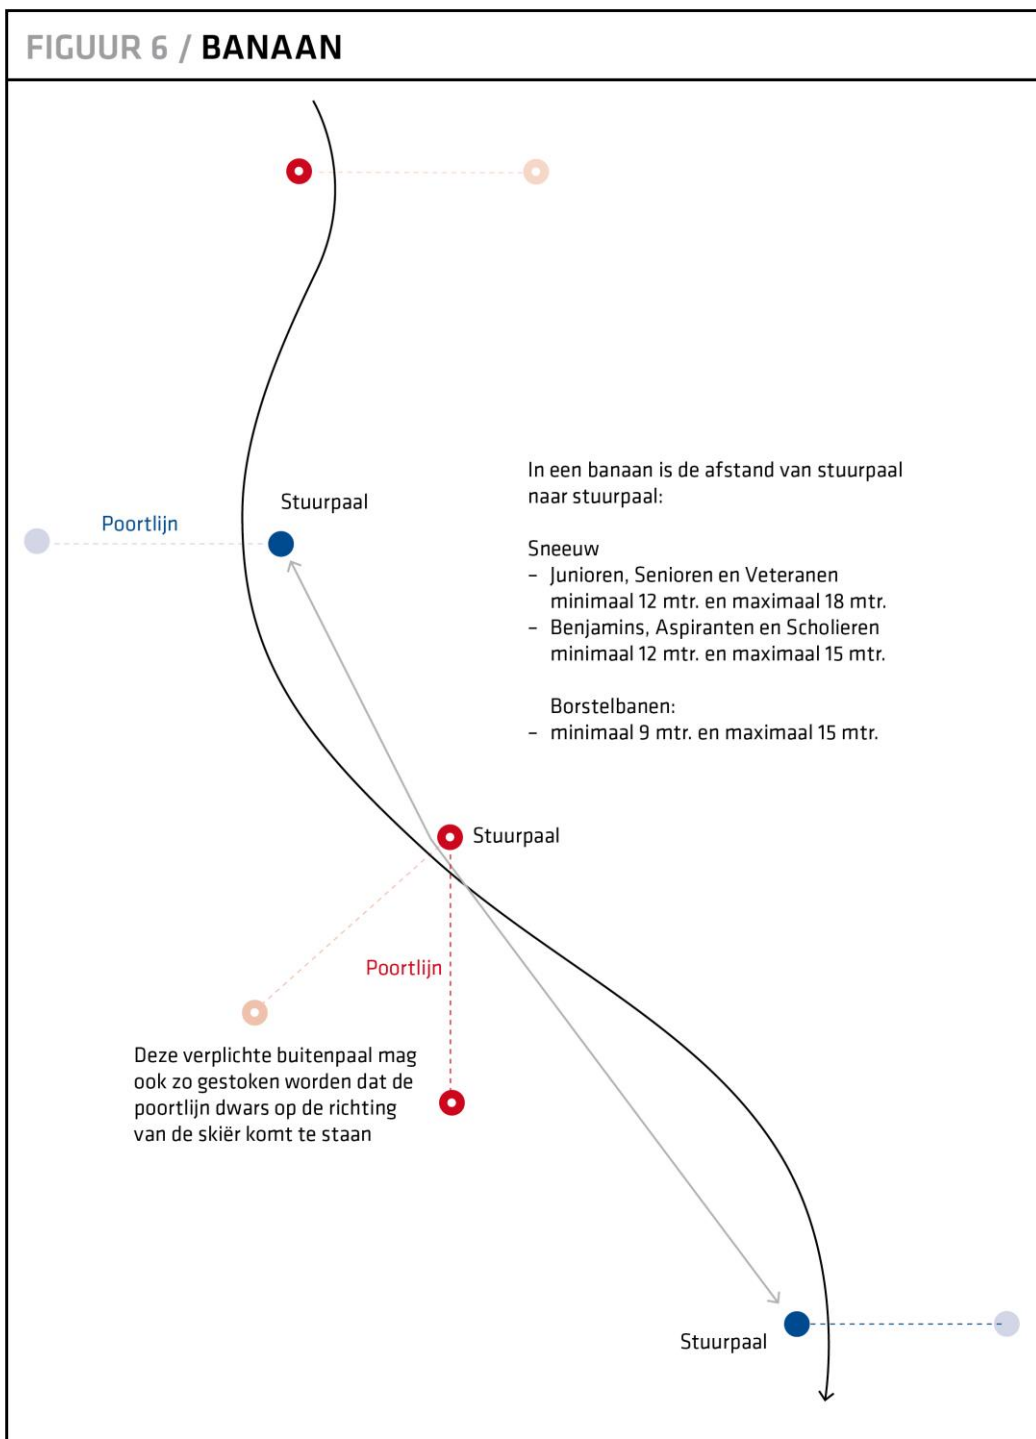 FIGUUR 6 / BANAAN
Stuurpaal
Poortlijn
In een banaan is de afstand van stuurpaal
naar stuurpaal:
Sneeuw
– Junioren, Senioren en Veteranen
minimaal 12 mtr. en maximaal 18 mtr.
– Benjamins, Aspiranten en Scholieren
minimaal 12 mtr. en maximaal 15 mtr.
Borstelbanen:
– minimaal 9 mtr. en maximaal 15 mtr.
Stuurpaal
Poortlijn
Deze verplichte buitenpaal mag
ook zo gestoken worden dat de
poortlijn dwars op de richting
van de skiër komt te staan
Stuurpaal